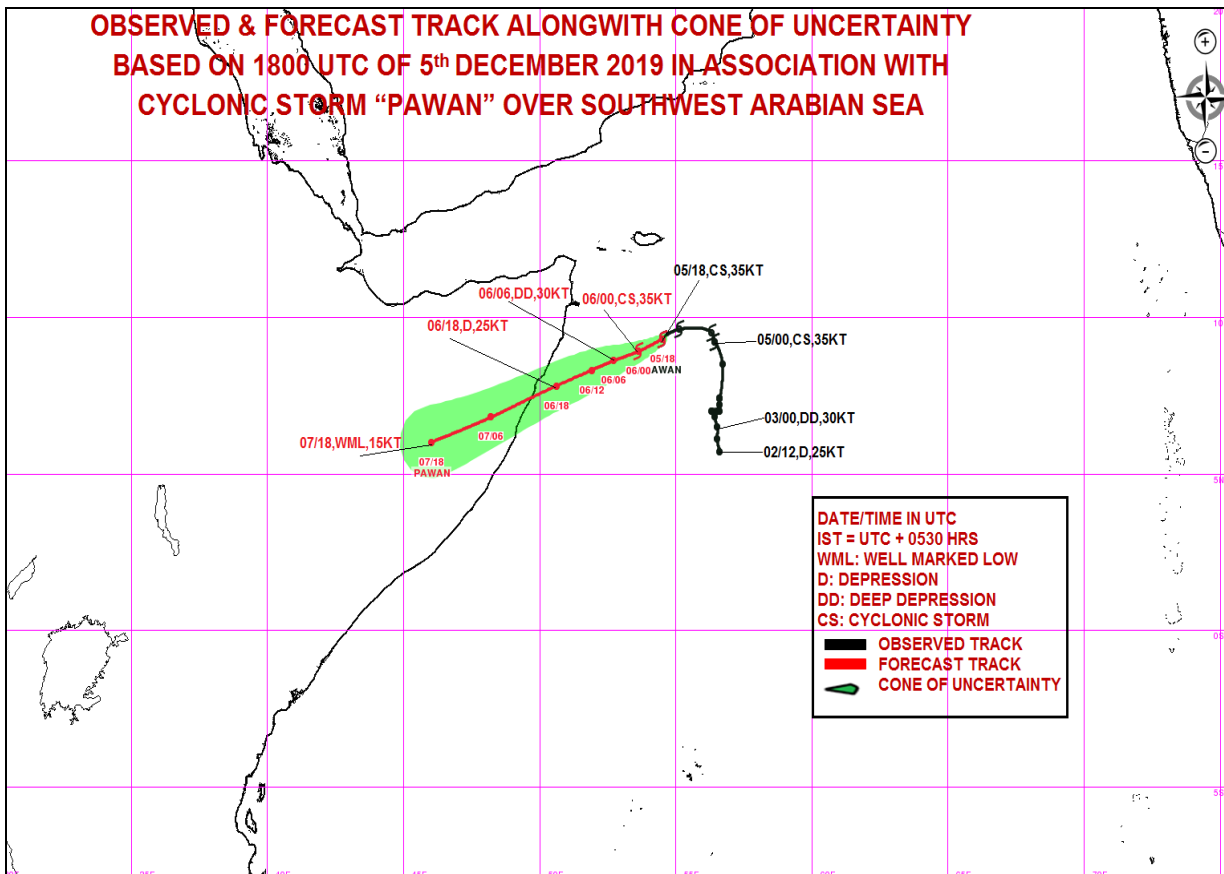 OBSERVED & FORECAST TRACK ALONGWITH CONE OF UNCERTAINTY
BASED ON 1800 UTC OF 5th DECEMBER 2019 IN ASSOCIATION WITH
CYCLONIC STORM “PAWAN” OVER SOUTHWEST ARABIAN SEA
+
-
05/18,CS,35KT
06/06,DD,30KT
06/00,CS,35KT
06/18,D,25KT
05/00,CS,35KT
05/18
AWAN
06/00
06/06
06/12
06/18
07/06
03/00,DD,30KT
07/18,WML,15KT
02/12,D,25KT
07/18
PAWAN
DATE/TIME IN UTC
IST = UTC + 0530 HRS
WML: WELL MARKED LOW
D: DEPRESSION
DD: DEEP DEPRESSION
CS: CYCLONIC STORM
OBSERVED TRACK
FORECAST TRACK
CONE OF UNCERTAINTY